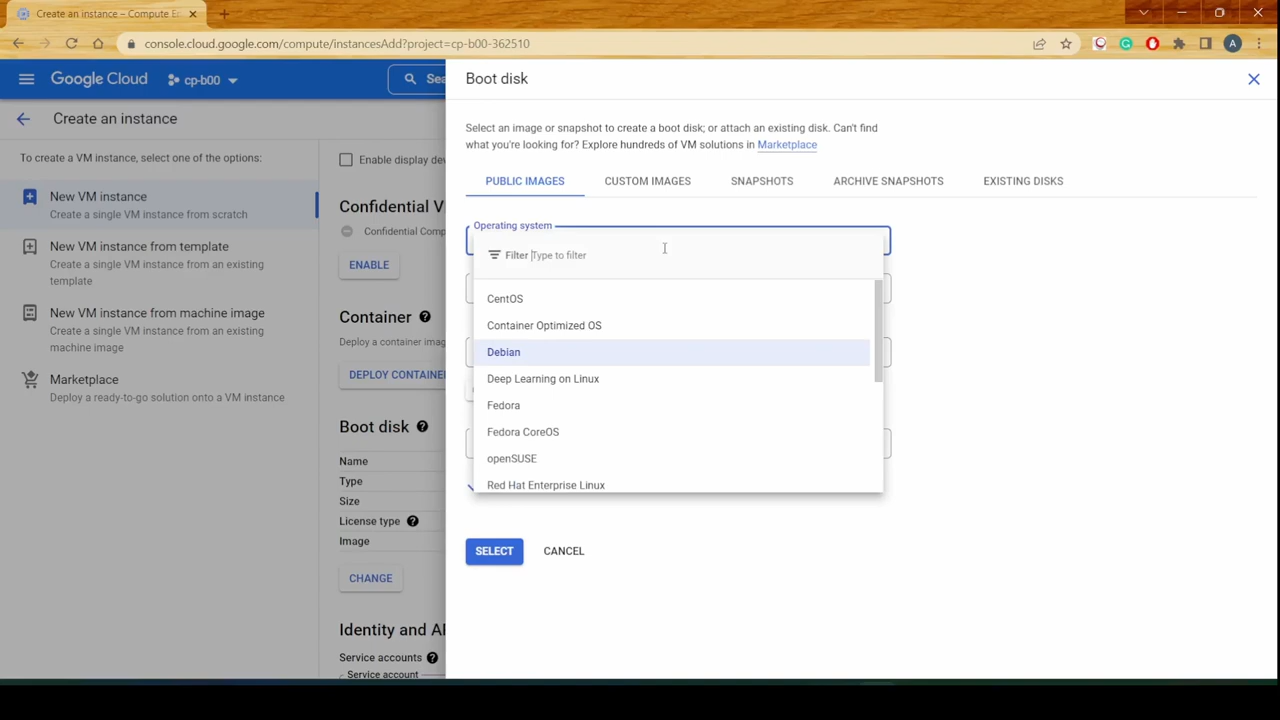 Create an instance – Compute E
console.cloud.google.com/compute/instancesAdd?project=cp-b00-362510
A
Google Cloud
cp-b00
Sea
Create an instance
To create a VM instance, select one of the options:
New VM instance
Create a single VM instance from scratch
New VM instance from template
Create a single VM instance from an existing
template
New VM instance from machine image
Create a single VM instance from an existing
machine image
Marketplace
Deploy a ready-to-go solution onto a VM instance
Enable display dev
Confidential V
Confidential Comp
ENABLE
Container
Deploy a container imag
DEPLOY CONTAINE
Boot disk
Name
Type
Size
License type
Image
CHANGE
Identity and AP
Service accounts
Service account
Boot disk
Select an image or snapshot to create a boot disk; or attach an existing disk. Can't find
what you're looking for? Explore hundreds of VM solutions in Marketplace
PUBLIC IMAGES
CUSTOM IMAGES
SNAPSHOTS
ARCHIVE SNAPSHOTS
EXISTING DISKS
Operating system
Filter Type to filter
CentOS
Container Optimized OS
Debian
Deep Learning on Linux
Fedora
Fedora CoreOS
openSUSE
Red Hat Enterprise Linux
SELECT
CANCEL